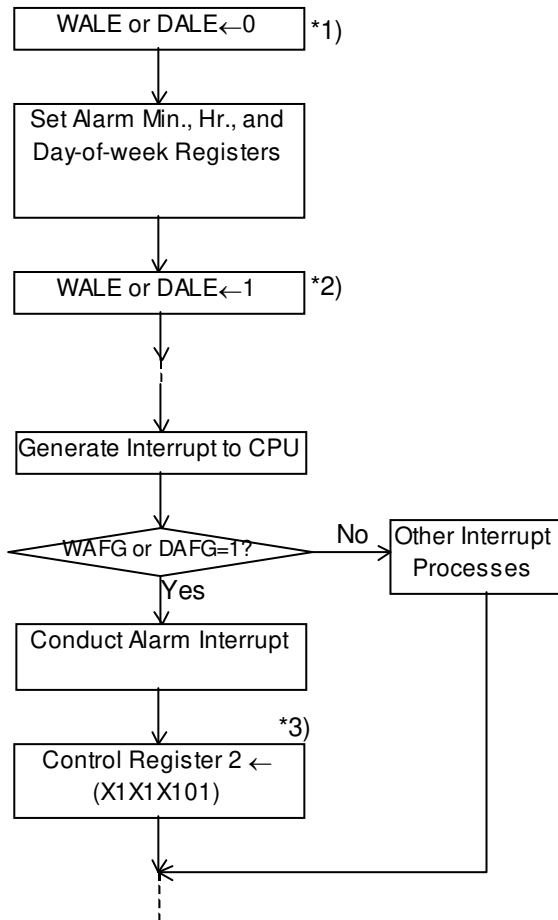 WALE or DALE←0
*1)
Set Alarm Min., Hr., and
Day-of-week Registers
WALE or DALE←1
*2)
Generate Interrupt to CPU
WAFG or DAFG=1?
No
Other Interrupt
Processes
Yes
Conduct Alarm Interrupt
*3)
Control Register 2 ←
(X1X1X101)